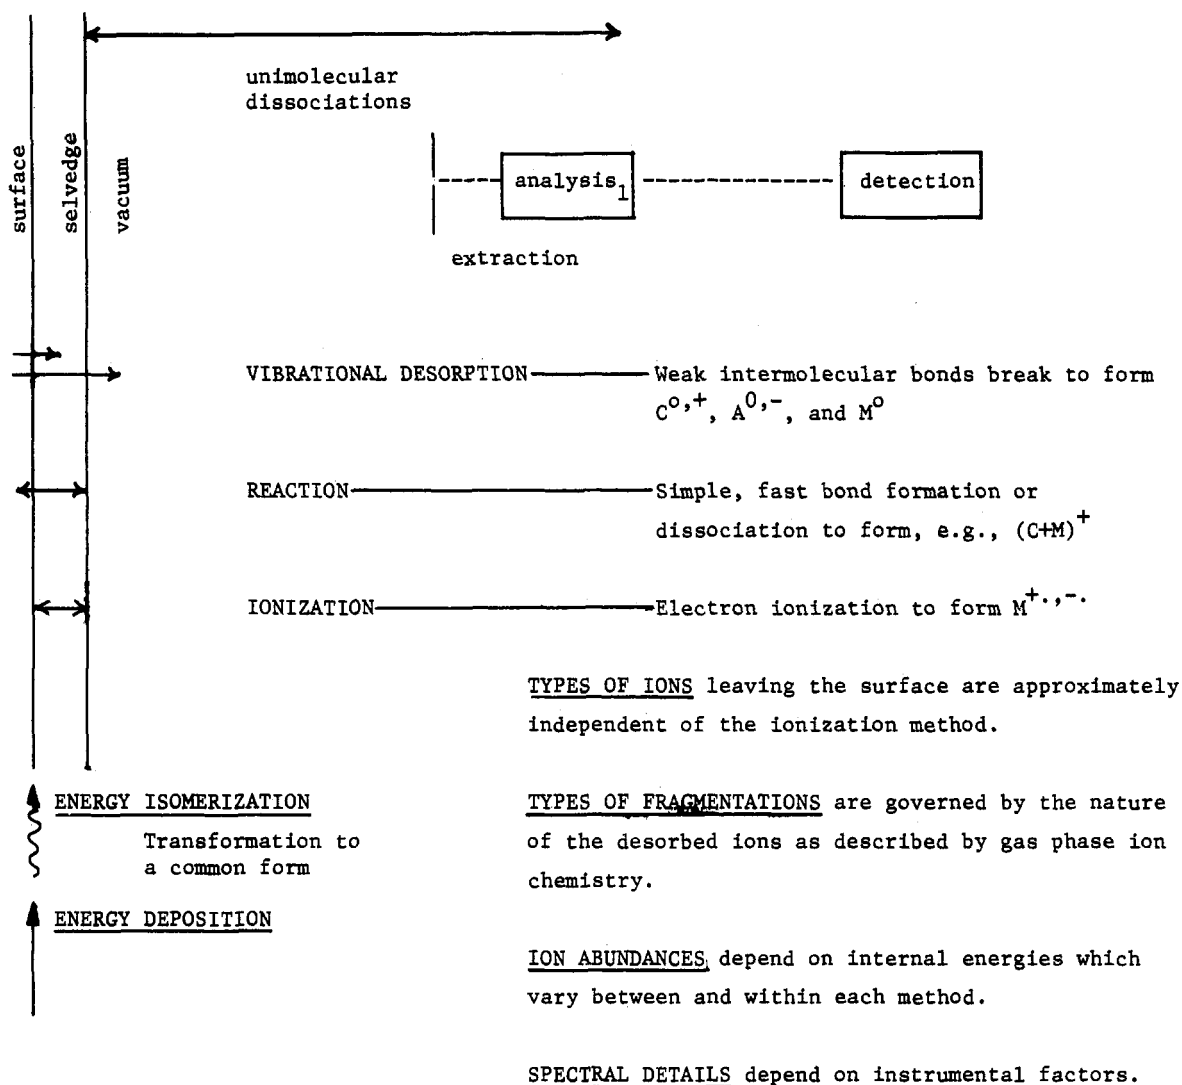 unimolecular
dissociations
surface
selvedge
vacuum
analysis₁
detection
extraction
VIBRATIONAL DESORPTION
Weak intermolecular bonds break to form
C^o,+, A^0,-, and M^o
REACTION
Simple, fast bond formation or
dissociation to form, e.g., (C+M)^+
IONIZATION
Electron ionization to form M^+.,-.
TYPES OF IONS leaving the surface are approximately
independent of the ionization method.
ENERGY ISOMERIZATION
Transformation to
a common form
ENERGY DEPOSITION
TYPES OF FRAGMENTATIONS are governed by the nature
of the desorbed ions as described by gas phase ion
chemistry.
ION ABUNDANCES depend on internal energies which
vary between and within each method.
SPECTRAL DETAILS depend on instrumental factors.